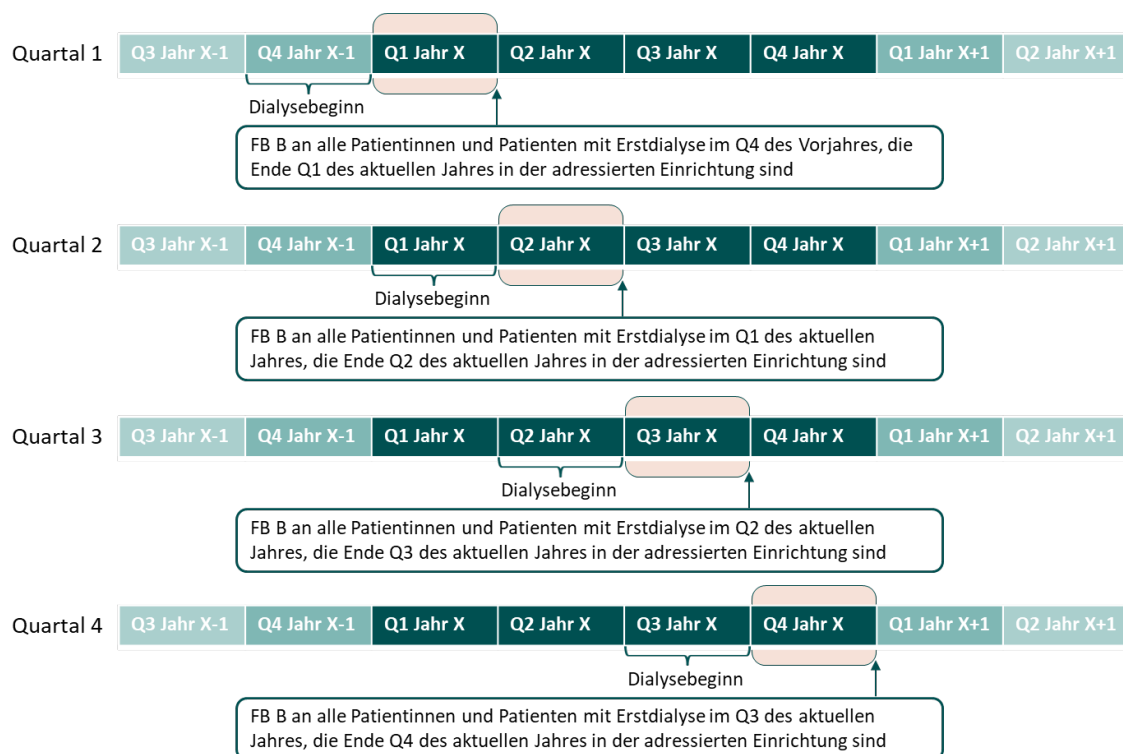 Quartal 1
Q3 Jahr X-1 Q4 Jahr X-1 Q1 Jahr X Q2 Jahr X Q3 Jahr X Q4 Jahr X Q1 Jahr X+1 Q2 Jahr X+1
Dialysebeginn
FB B an alle Patientinnen und Patienten mit Erstdialyse im Q4 des Vorjahres, die
Ende Q1 des aktuellen Jahres in der adressierten Einrichtung sind
Quartal 2
Q3 Jahr X-1 Q4 Jahr X-1 Q1 Jahr X Q2 Jahr X Q3 Jahr X Q4 Jahr X Q1 Jahr X+1 Q2 Jahr X+1
Dialysebeginn
FB B an alle Patientinnen und Patienten mit Erstdialyse im Q1 des aktuellen
Jahres, die Ende Q2 des aktuellen Jahres in der adressierten Einrichtung sind
Quartal 3
Q3 Jahr X-1 Q4 Jahr X-1 Q1 Jahr X Q2 Jahr X Q3 Jahr X Q4 Jahr X Q1 Jahr X+1 Q2 Jahr X+1
Dialysebeginn
FB B an alle Patientinnen und Patienten mit Erstdialyse im Q2 des aktuellen
Jahres, die Ende Q3 des aktuellen Jahres in der adressierten Einrichtung sind
Quartal 4
Q3 Jahr X-1 Q4 Jahr X-1 Q1 Jahr X Q2 Jahr X Q3 Jahr X Q4 Jahr X Q1 Jahr X+1 Q2 Jahr X+1
Dialysebeginn
FB B an alle Patientinnen und Patienten mit Erstdialyse im Q3 des aktuellen
Jahres, die Ende Q4 des aktuellen Jahres in der adressierten Einrichtung sind